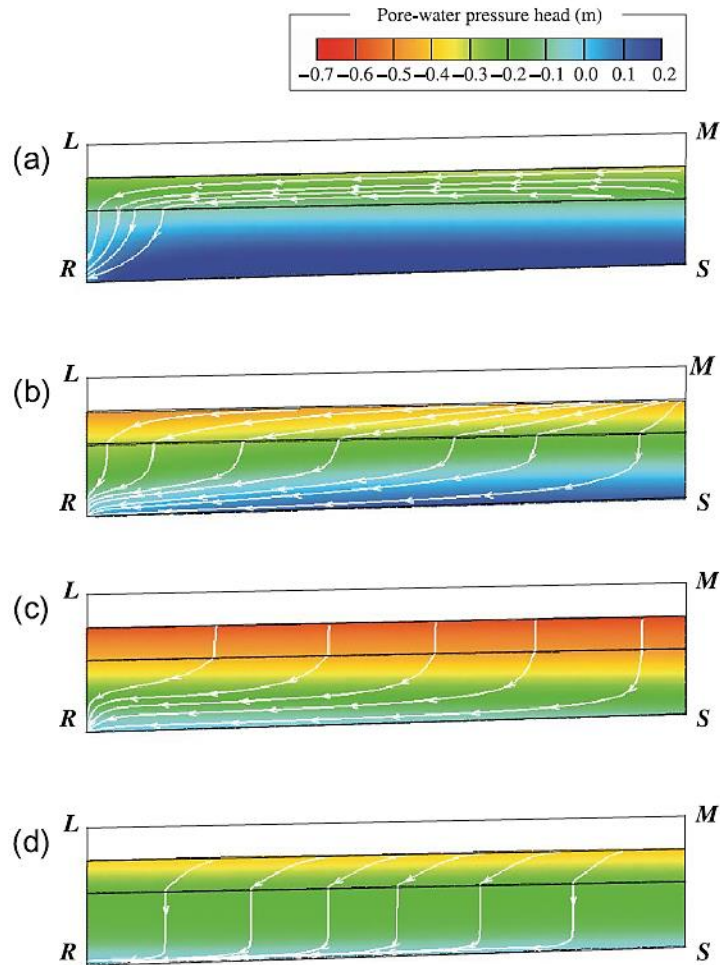 Pore-water pressure head (m)
−0.7 −0.6 −0.5 −0.4 −0.3 −0.2 −0.1 0.0 0.1 0.2
(a)
L M
R S
(b)
L M
R S
(c)
L M
R S
(d)
L M
R S